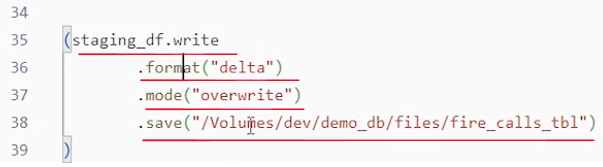 34
35 (staging_df.write
36 .format("delta")
37 .mode("overwrite")
38 .save("/Volumes/dev/demo_db/files/fire_calls_tbl")
39 )